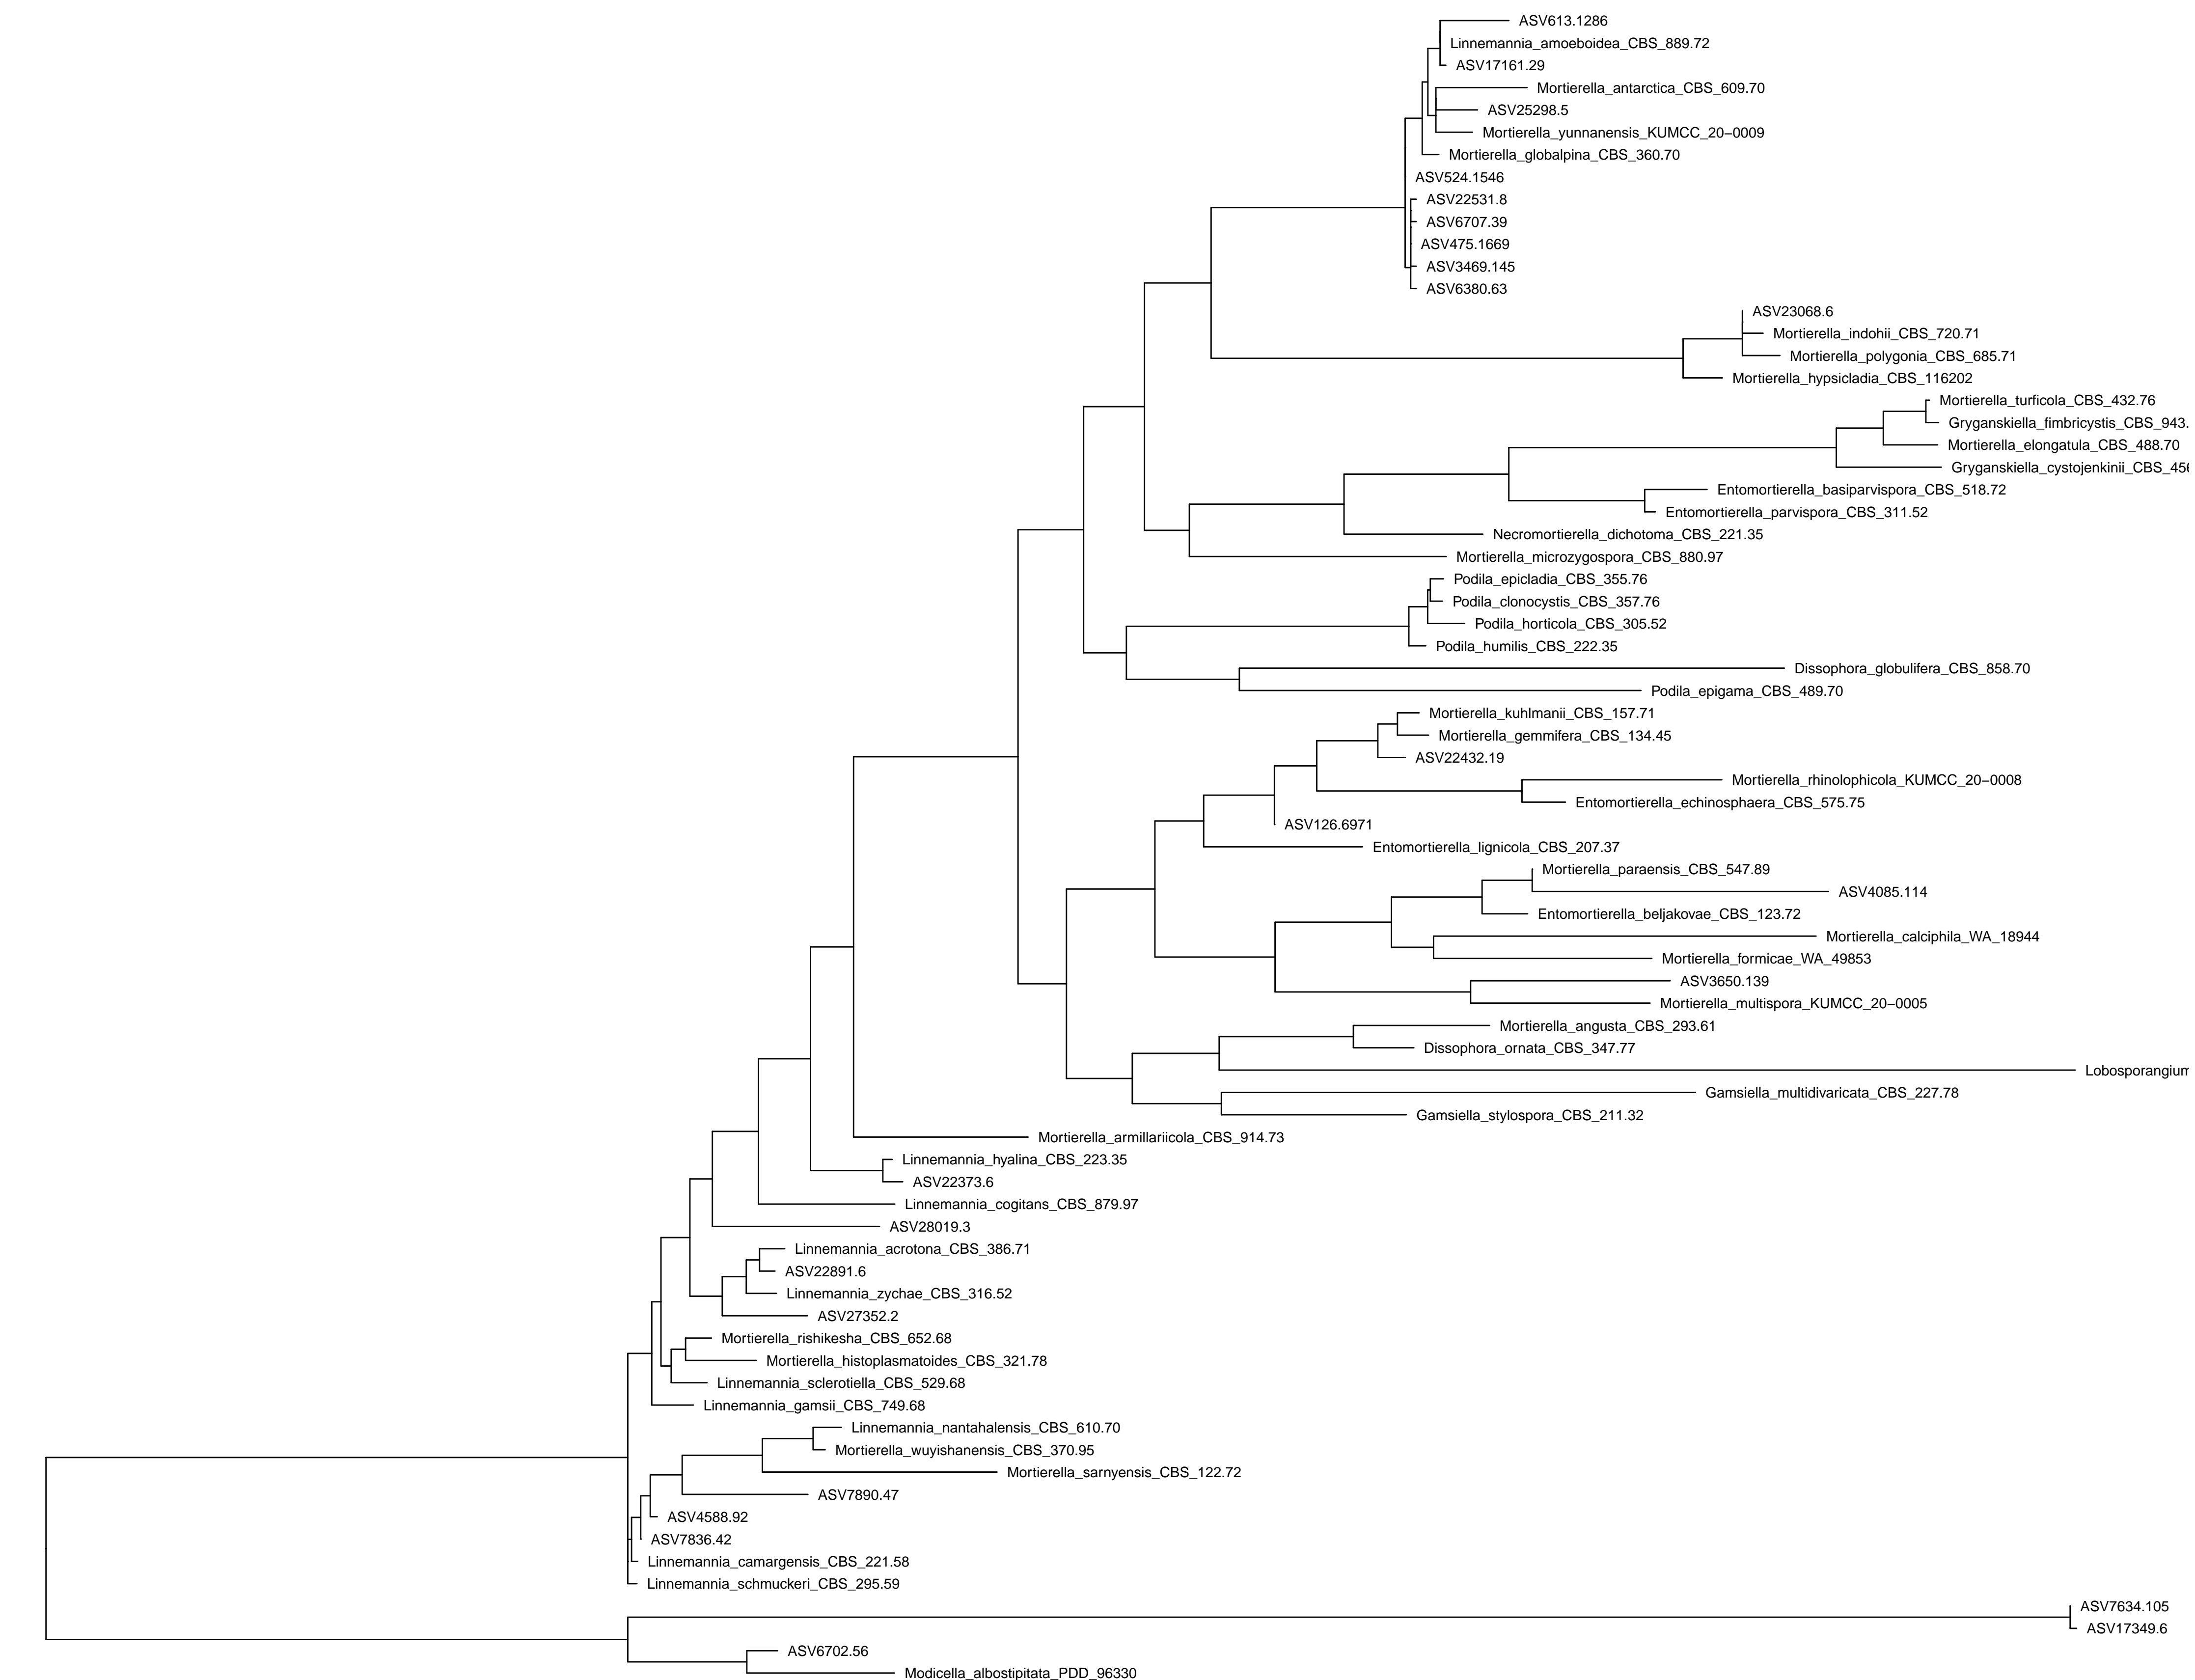 ASV613.1286
Linnemannia_amoeboidea_CBS_889.72
ASV17161.29
Mortierella_antarctica_CBS_609.70
ASV25298.5
Mortierella_yunnanensis_KUMCC_20−0009
Mortierella_globalpina_CBS_360.70
ASV524.1546
ASV22531.8
ASV6707.39
ASV475.1669
ASV3469.145
ASV6380.63
ASV23068.6
Mortierella_indohii_CBS_720.71
Mortierella_polygonia_CBS_685.71
Mortierella_hypsicladia_CBS_116202
Mortierella_turficola_CBS_432.76
Gryganskiella_fimbricystis_CBS_943.
Mortierella_elongatula_CBS_488.70
Gryganskiella_cystojenkinii_CBS_456
Entomortierella_basiparvispora_CBS_518.72
Entomortierella_parvispora_CBS_311.52
Necromortierella_dichotoma_CBS_221.35
Mortierella_microzygospora_CBS_880.97
Podila_epicladia_CBS_355.76
Podila_clonocystis_CBS_357.76
Podila_horticola_CBS_305.52
Podila_humilis_CBS_222.35
Dissophora_globulifera_CBS_858.70
Podila_epigama_CBS_489.70
Mortierella_kuhlmanii_CBS_157.71
Mortierella_gemmifera_CBS_134.45
ASV22432.19
Mortierella_rhinolophicola_KUMCC_20−0008
Entomortierella_echinosphaera_CBS_575.75
ASV126.6971
Entomortierella_lignicola_CBS_207.37
Mortierella_paraensis_CBS_547.89
ASV4085.114
Entomortierella_beljakovae_CBS_123.72
Mortierella_calciphila_WA_18944
Mortierella_formicae_WA_49853
ASV3650.139
Mortierella_multispora_KUMCC_20−0005
Mortierella_angusta_CBS_293.61
Dissophora_ornata_CBS_347.77
Lobosporangium
Gamsiella_multidivaricata_CBS_227.78
Gamsiella_stylospora_CBS_211.32
Mortierella_armillariicola_CBS_914.73
Linnemannia_hyalina_CBS_223.35
ASV22373.6
Linnemannia_cogitans_CBS_879.97
ASV28019.3
Linnemannia_acrotona_CBS_386.71
ASV22891.6
Linnemannia_zychae_CBS_316.52
ASV27352.2
Mortierella_rishikesha_CBS_652.68
Mortierella_histoplasmatoides_CBS_321.78
Linnemannia_sclerotiella_CBS_529.68
Linnemannia_gamsii_CBS_749.68
Linnemannia_nantahalensis_CBS_610.70
Mortierella_wuyishanensis_CBS_370.95
Mortierella_sarnyensis_CBS_122.72
ASV7890.47
ASV4588.92
ASV7836.42
Linnemannia_camargensis_CBS_221.58
Linnemannia_schmuckeri_CBS_295.59
ASV7634.105
ASV17349.6
ASV6702.56
Modicella_albostipitata_PDD_96330